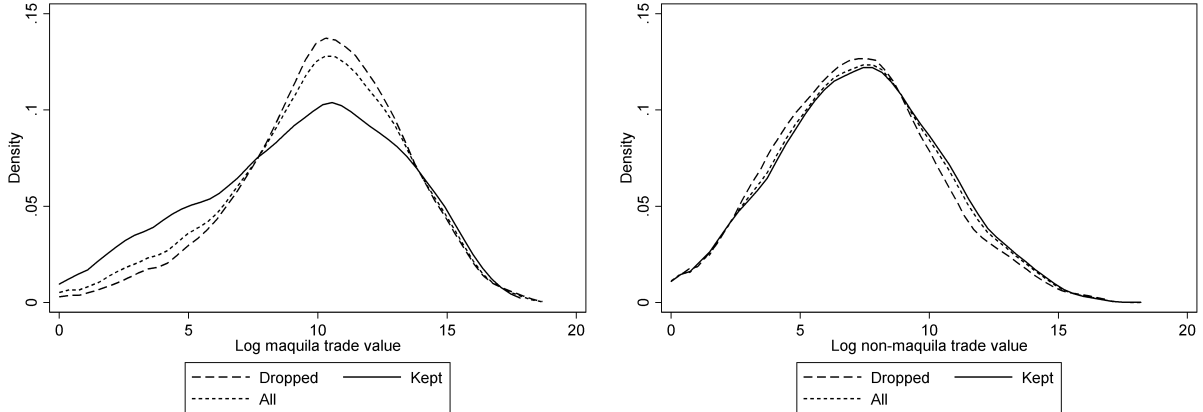 Density
.15
.1
.05
0
0 5 10 15 20
Log maquila trade value
Dropped Kept
All
Density
.15
.1
.05
0
0 5 10 15 20
Log non-maquila trade value
Dropped Kept
All